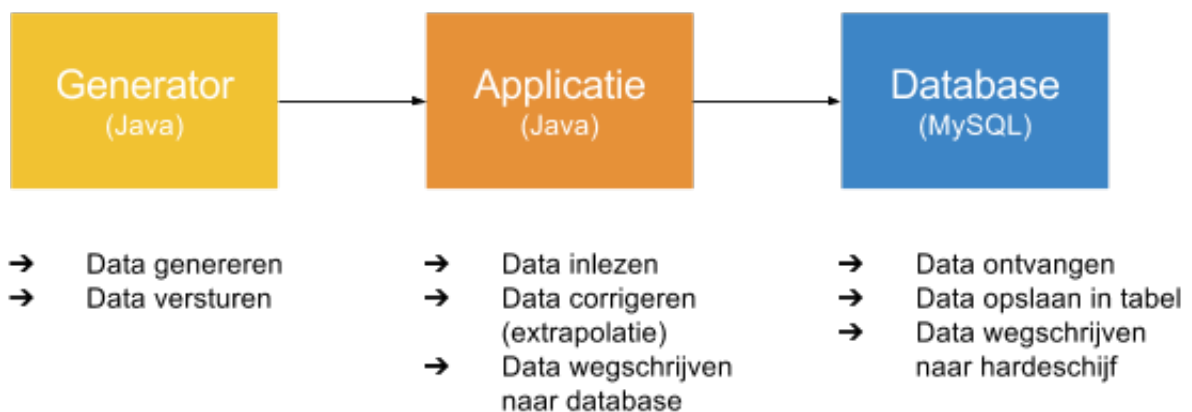 Generator
(Java)
Applicatie
(Java)
Database
(MySQL)
➔ Data genereren
➔ Data versturen
➔ Data inlezen
➔ Data corrigeren
(extrapolatie)
➔ Data wegschrijven
naar database
➔ Data ontvangen
➔ Data opslaan in tabel
➔ Data wegschrijven
naar hardeschijf